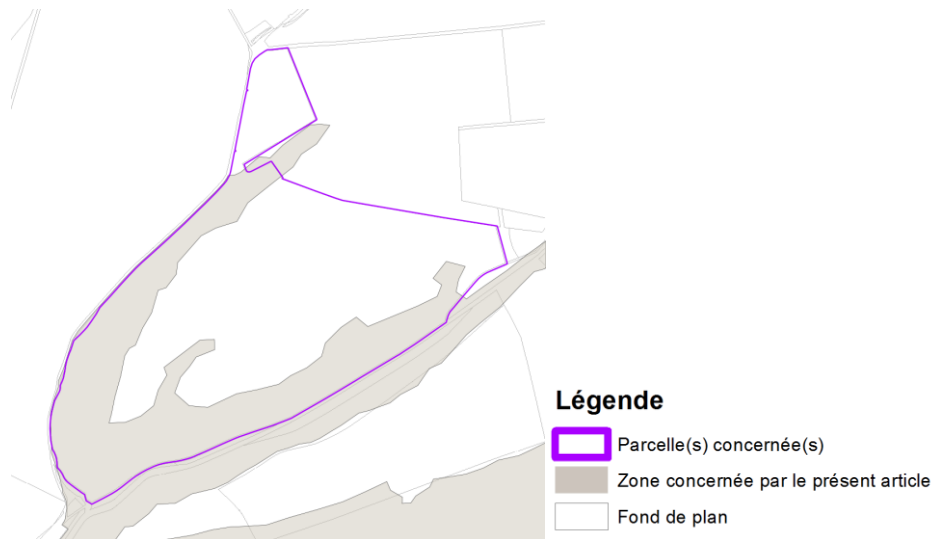 Légende
Parcelle(s) concernée(s)
Zone concernée par le présent article
Fond de plan